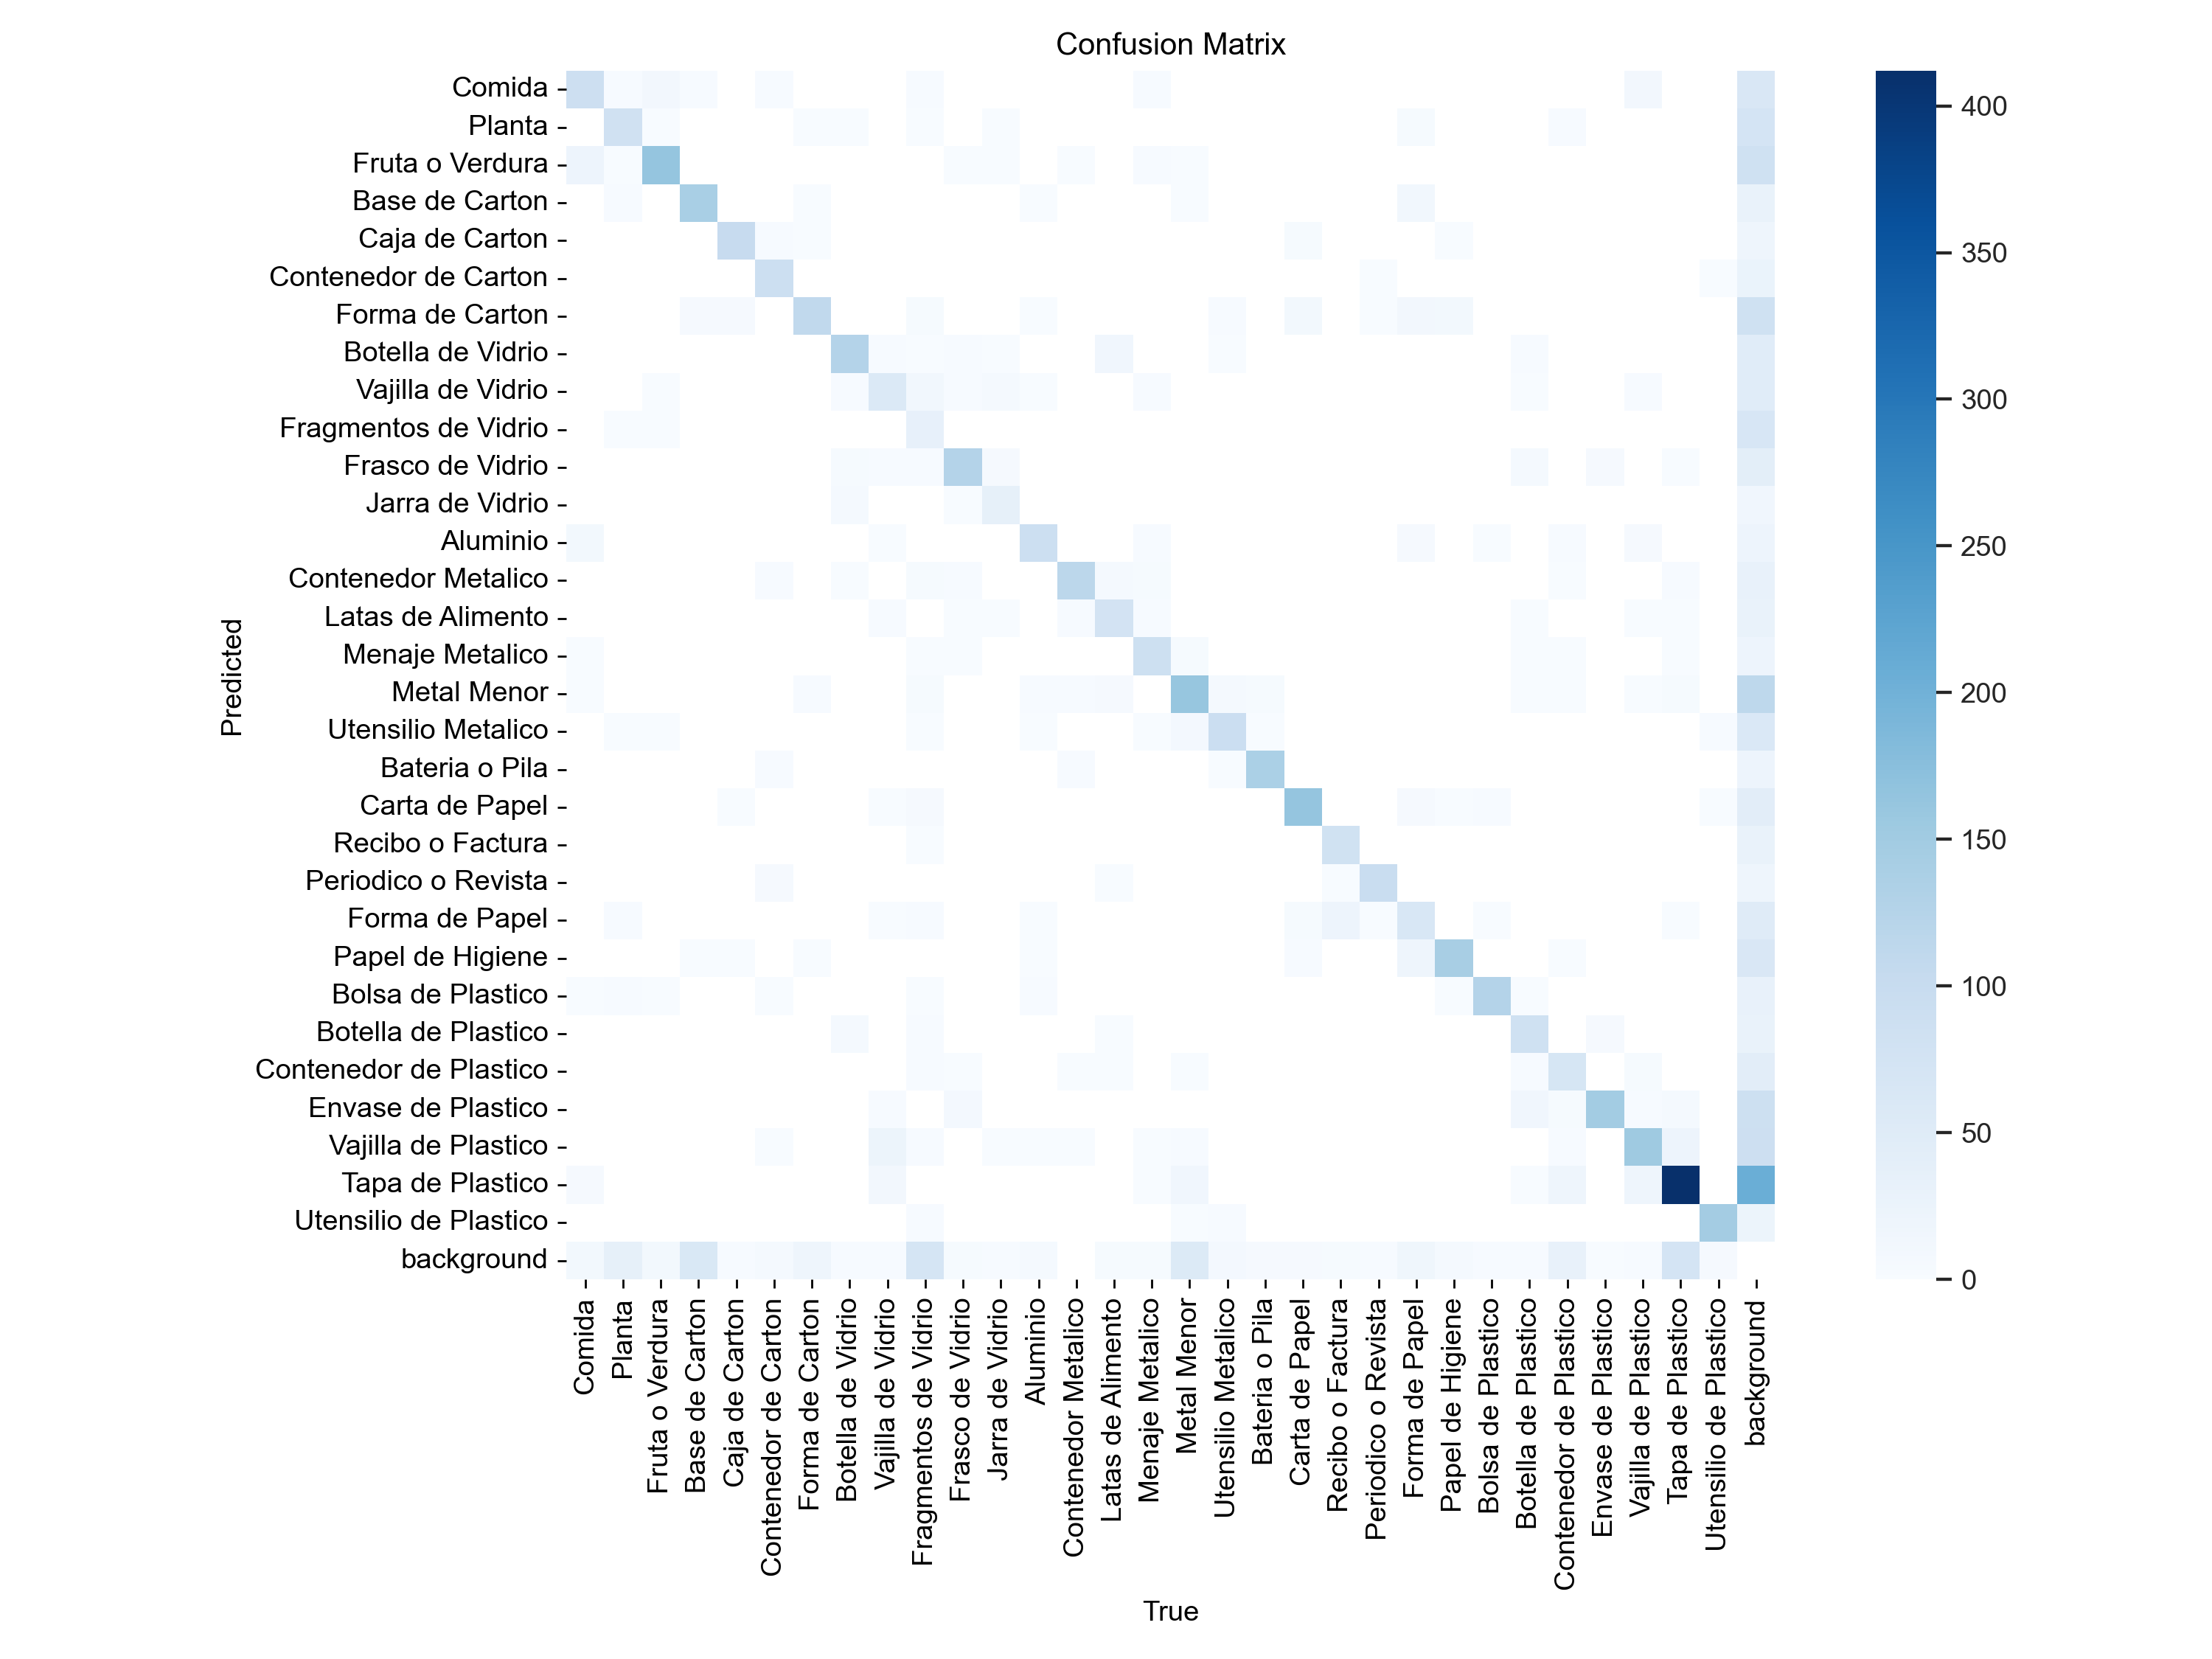 Confusion Matrix
Comida
Planta
Fruta o Verdura
Base de Carton
Caja de Carton
Contenedor de Carton
Forma de Carton
Botella de Vidrio
Vajilla de Vidrio
Fragmentos de Vidrio
Frasco de Vidrio
Jarra de Vidrio
Aluminio
Contenedor Metalico
Latas de Alimento
Menaje Metalico
Metal Menor
Utensilio Metalico
Bateria o Pila
Carta de Papel
Recibo o Factura
Periodico o Revista
Forma de Papel
Papel de Higiene
Bolsa de Plastico
Botella de Plastico
Contenedor de Plastico
Envase de Plastico
Vajilla de Plastico
Tapa de Plastico
Utensilio de Plastico
background
Predicted
Comida
Planta
Fruta o Verdura
Base de Carton
Caja de Carton
Contenedor de Carton
Forma de Carton
Botella de Vidrio
Vajilla de Vidrio
Fragmentos de Vidrio
Frasco de Vidrio
Jarra de Vidrio
Aluminio
Contenedor Metalico
Latas de Alimento
Menaje Metalico
Metal Menor
Utensilio Metalico
Bateria o Pila
Carta de Papel
Recibo o Factura
Periodico o Revista
Forma de Papel
Papel de Higiene
Bolsa de Plastico
Botella de Plastico
Contenedor de Plastico
Envase de Plastico
Vajilla de Plastico
Tapa de Plastico
Utensilio de Plastico
background
True
400
350
300
250
200
150
100
50
0